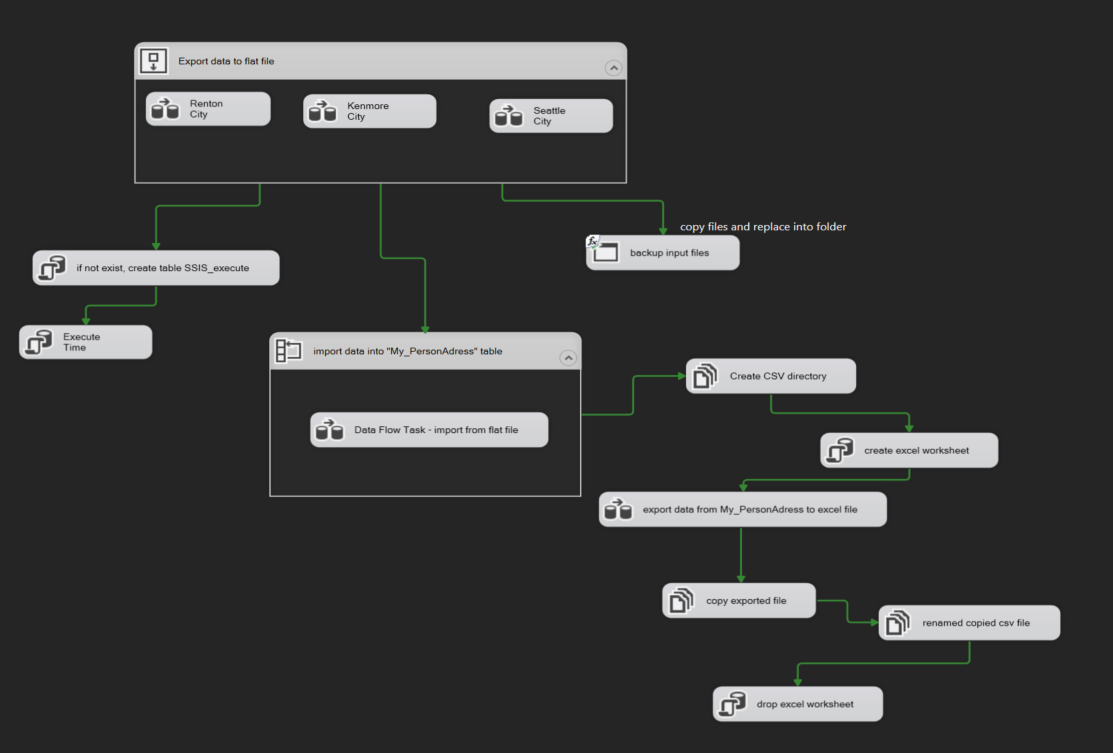 Export data to flat file
Renton
City
Kenmore
City
Seattle
City
copy files and replace into folder
fx
backup input files
if not exist, create table SSIS_execute
Execute
Time
import data into "My_PersonAdress" table
Data Flow Task - import from flat file
Create CSV directory
create excel worksheet
export data from My_PersonAdress to excel file
copy exported file
renamed copied csv file
drop excel worksheet